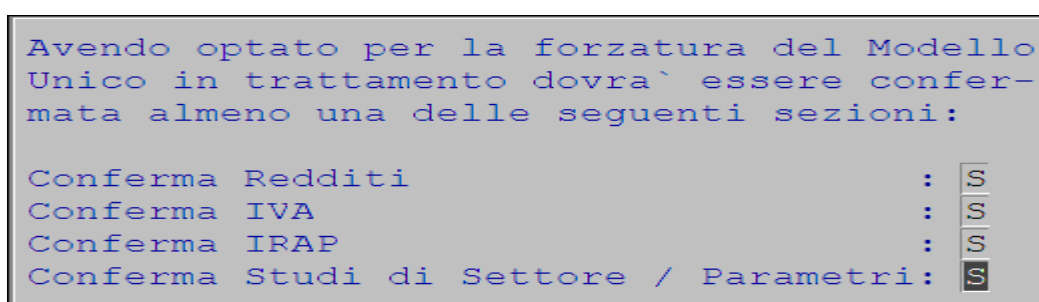 Avendo optato per la forzatura del Modello
Unico in trattamento dovra` essere confer-
mata almeno una delle seguenti sezioni:
Conferma Redditi : S
Conferma IVA : S
Conferma IRAP : S
Conferma Studi di Settore / Parametri: S